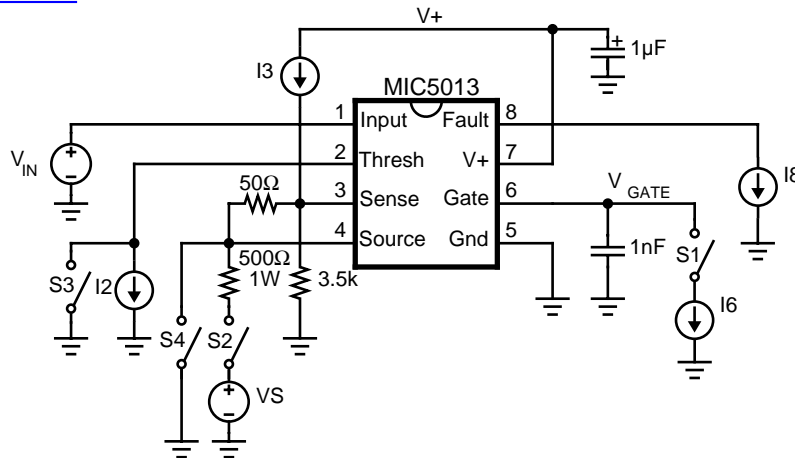 V+
1µF
+
I3
MIC5013
1 Input
Fault 8
V IN
+
−
2 Thresh
V+ 7
I8
50Ω
3 Sense
Gate 6
V GATE
4 Source
Gnd 5
500Ω
1W
3.5k
1nF
S1
S3
I2
S4
S2
I6
+
−
VS